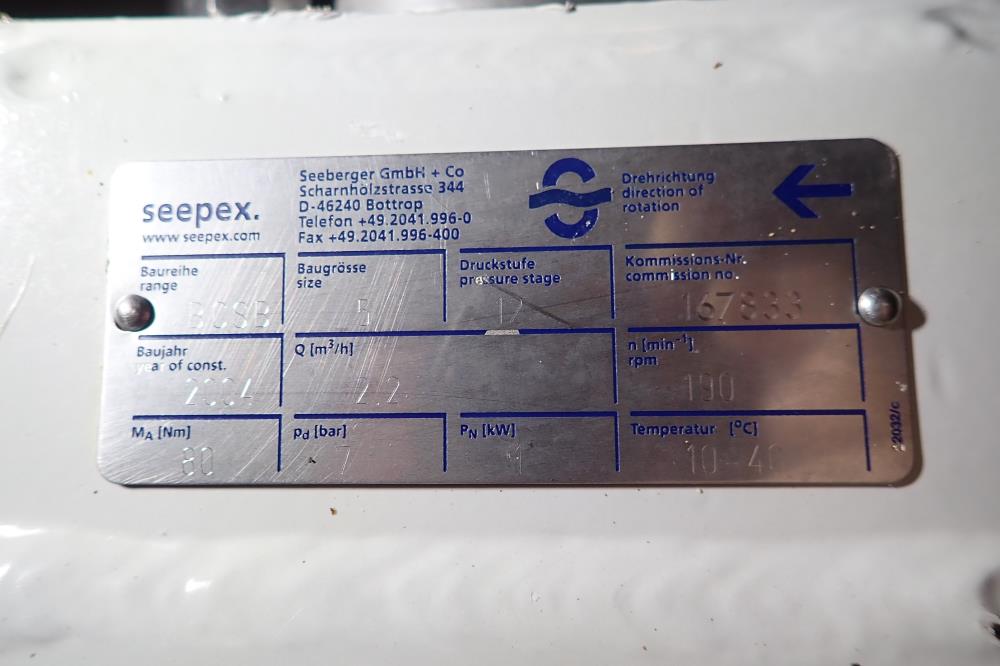 seepex.
www.seepex.com
Seeberger GmbH + Co
Scharnhölzstrasse 344
D-46240 Bottrop
Telefon +49.2041.996-0
Fax +49.2041.996-400
Drehrichtung
direction of
rotation
Baureihe
range
BCSB
Baugrösse
size
5
Druckstufe
pressure stage
12
Kommissions-Nr.
commission no.
167833
Baujahr
year of const.
2004
Q [m³/h]
2.2
n [min⁻¹]
rpm
190
MA [Nm]
80
pd [bar]
7
PN [kW]
Temperatur [°C]
10-40